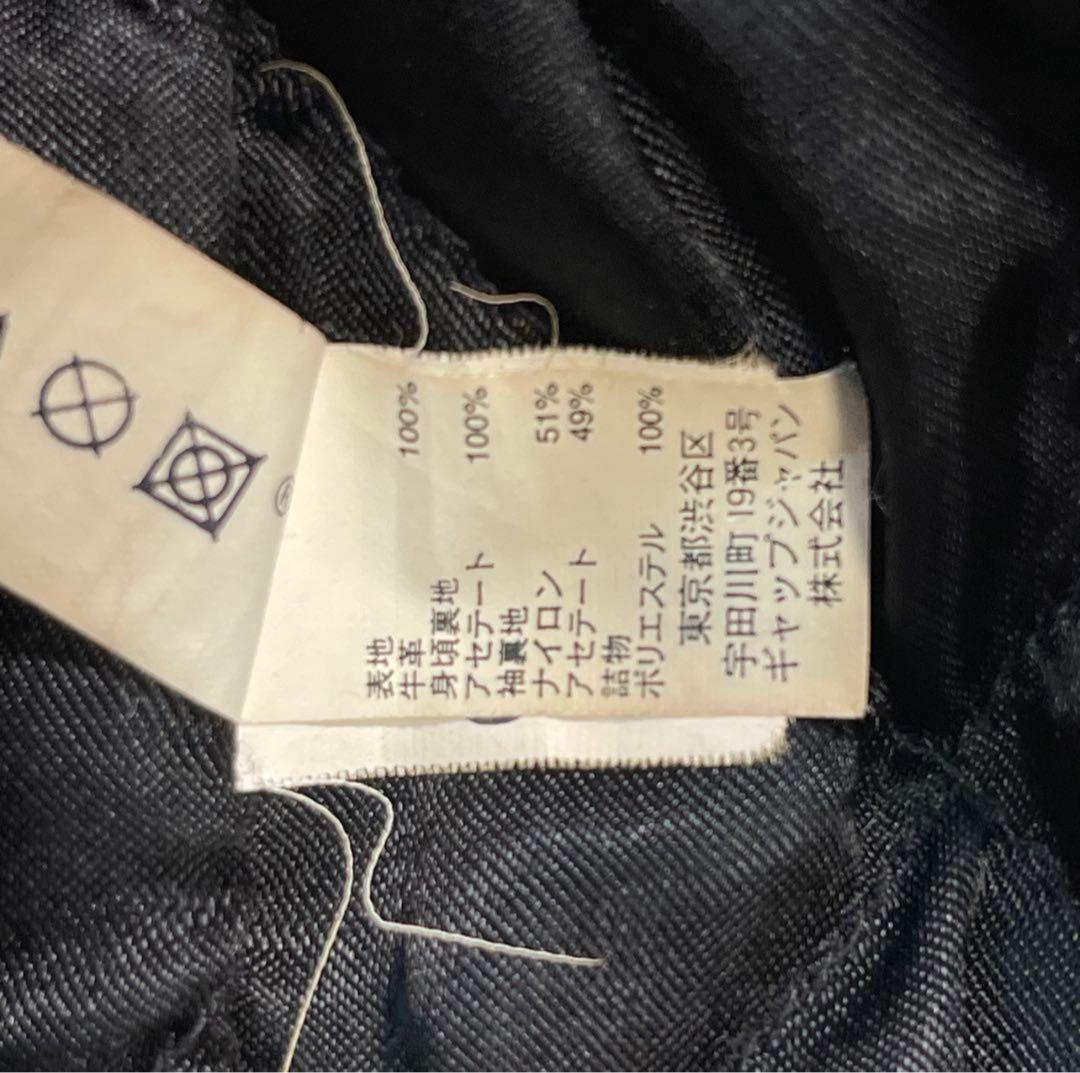 表地
牛革 100%
身頃裏地
アセテート 100%
袖裏地
ナイロン 51%
アセテート 49%
詰物
ポリエステル 100%
東京都渋谷区
宇田川町 19番3号
ギャップジャパン
株式会社